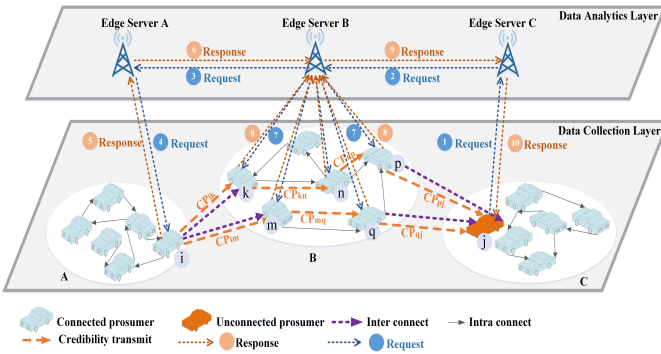 Edge Server A Edge Server B Edge Server C
Data Analytics Layer
6 Response 9 Response
3 Request 2 Request
Data Collection Layer
5 Response 4 Request 8 7 7 8 1 Request 10 Response
k n p
CPik CPkn CPnp CPpj
m q j
CPim CPmq CPqj
i
A B C
Connected prosumer Unconnected prosumer Inter connect Intra connect
Credibility transmit Response Request